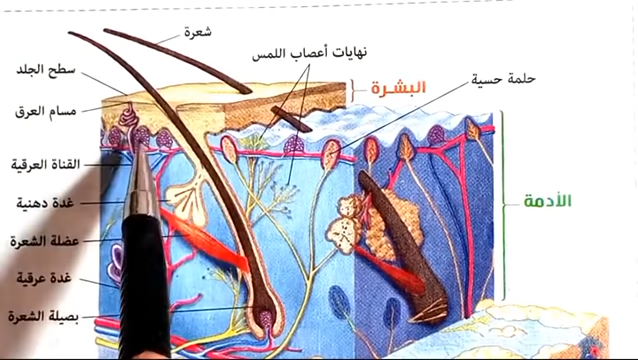 شعرة
نهايات أعصاب اللمس
سطح الجلد
البشرة
حلمة حسية
مسام العرق
القناة العرقية
غدة دهنية
الأدمة
عضلة الشعرة
غدة عرقية
بصيلة الشعرة